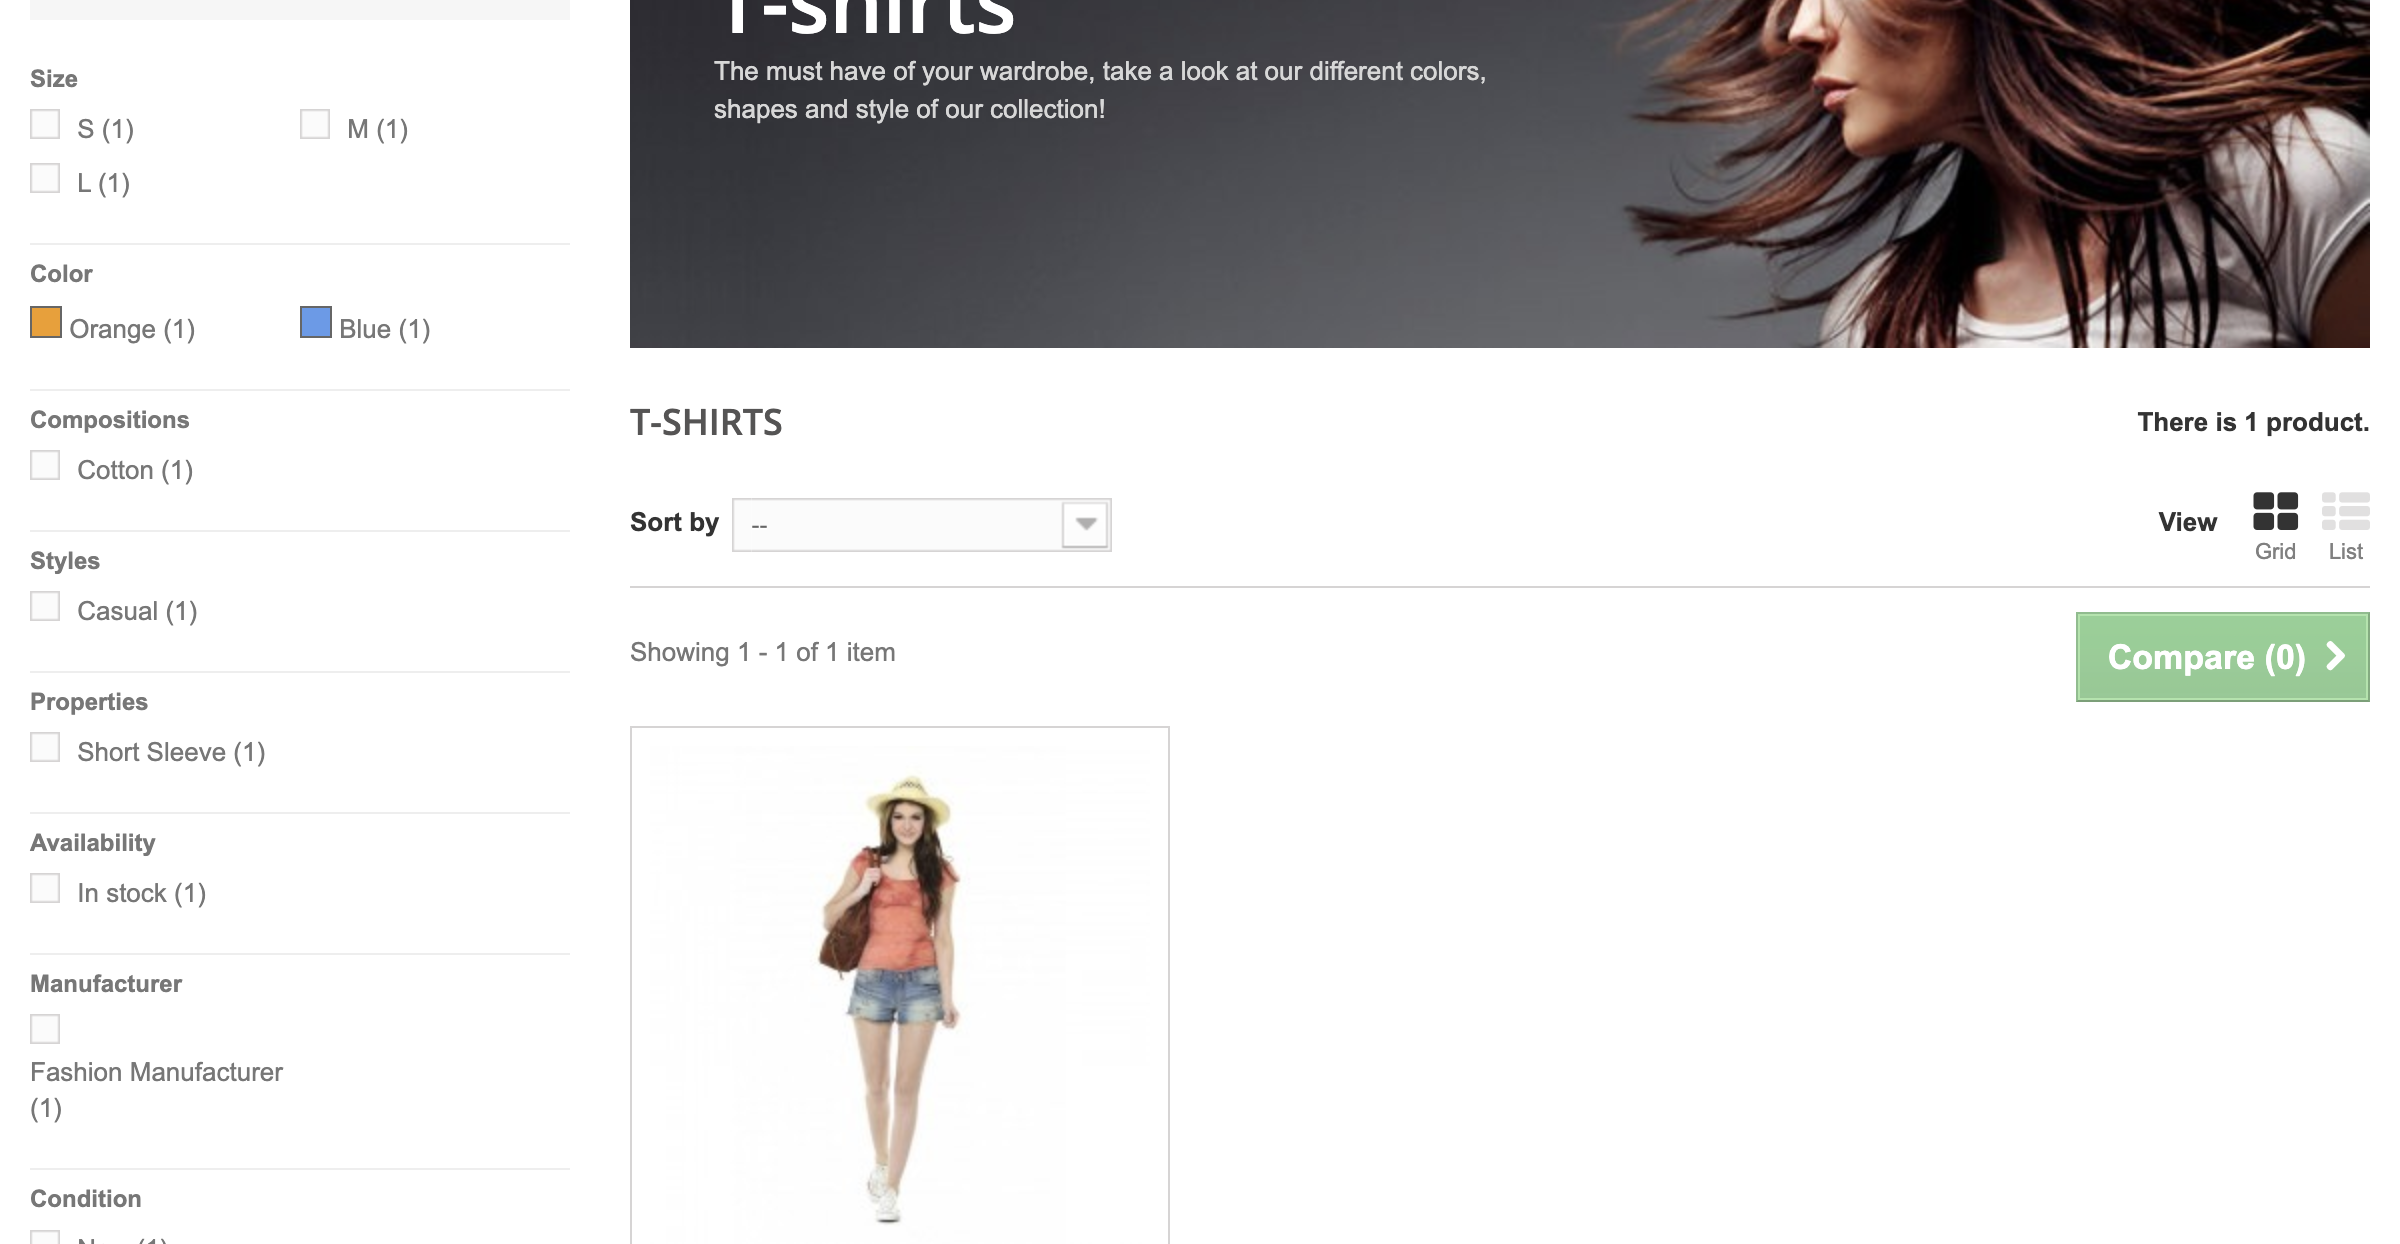 Size
S (1)
M (1)
L (1)
Color
Orange (1)
Blue (1)
Compositions
Cotton (1)
Styles
Casual (1)
Properties
Short Sleeve (1)
Availability
In stock (1)
Manufacturer
Fashion Manufacturer
(1)
Condition
New (1)
T-shirts
The must have of your wardrobe, take a look at our different colors,
shapes and style of our collection!
T-SHIRTS
There is 1 product.
Sort by
--
View
Grid
List
Showing 1 - 1 of 1 item
Compare (0)